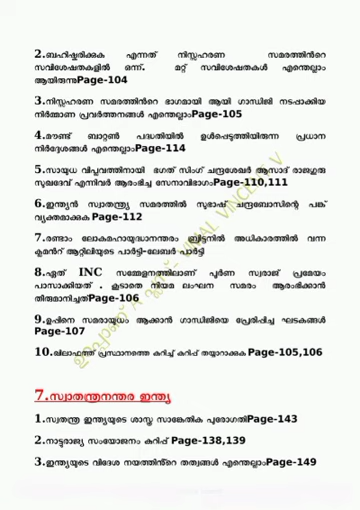 2.ബഹിഷ്കരിക്കുക എന്നത് നിസ്സഹരണ സമരത്തിൻറെ
സവിശേഷതകളിൽ ഒന്ന്. മറ്റ് സവിശേഷതകൾ എന്തെല്ലാം
ആയിരുന്നുPage-104
3.നിസ്സഹരണ സമരത്തിൻറെ ഭാഗമായി ആയി ഗാന്ധിജി നടപ്പാക്കിയ
നിർമ്മാണ പ്രവർത്തനങ്ങൾ എന്തെല്ലാംPage-105
4.മൗണ്ട് ബാറ്റൺ പദ്ധതിയിൽ ഉൾപ്പെടുത്തിയിരുന്ന പ്രധാന
നിർദ്ദേശങ്ങൾ എന്തെല്ലാംPage-114
5.സായുധ വിപ്ലവത്തിനായി ഭഗത് സിംഗ് ചന്ദ്രശേഖർ ആസാദ് രാജഗുരു
സുഖദേവ് എന്നിവർ ആരംഭിച്ച സേനാവിഭാഗംPage-110,111
6.ഇന്ത്യൻ സ്വാതന്ത്ര്യ സമരത്തിൽ സുഭാഷ് ചന്ദ്രബോസിന്റെ പങ്ക്
വ്യക്തമാക്കുക Page-112
7.രണ്ടാം ലോകമഹായുദ്ധാനന്തരം ബ്രിട്ടനിൽ അധികാരത്തിൽ വന്ന
ക്ലമൻറ് ആറ്റ്ലിയുടെ പാർട്ടി-ലേബർ പാർട്ടി
8.ഏത് INC സമ്മേളനത്തിലാണ് പൂർണ സ്വരാജ് പ്രമേയം
പാസാക്കിയത് . കൂടാതെ നിയമ ലംഘന സമരം ആരംഭിക്കാൻ
തിരുമാനിച്ചത്Page-106
9.ഉപ്പിനെ സമരായുധം ആക്കാൻ ഗാന്ധിജിയെ പ്രേരിപ്പിച്ച ഘടകങ്ങൾ
Page-107
10.ഖിലാഫത്ത് പ്രസ്ഥാനത്തെ കുറിച്ച് കുറിപ്പ് തയ്യാറാക്കുക Page-105,106
7.സ്വാതന്ത്രനന്തര ഇന്ത്യ
1.സ്വതന്ത്ര ഇന്ത്യയുടെ ശാസ്ത്ര സാങ്കേതിക പുരോഗതിPage-143
2.നാട്ടുരാജ്യ സംയോജനം കുറിപ്പ് Page-138,139
3.ഇന്ത്യയുടെ വിദേശ നയത്തിൻ്റെ തത്വങ്ങൾ എന്തെല്ലാംPage-149